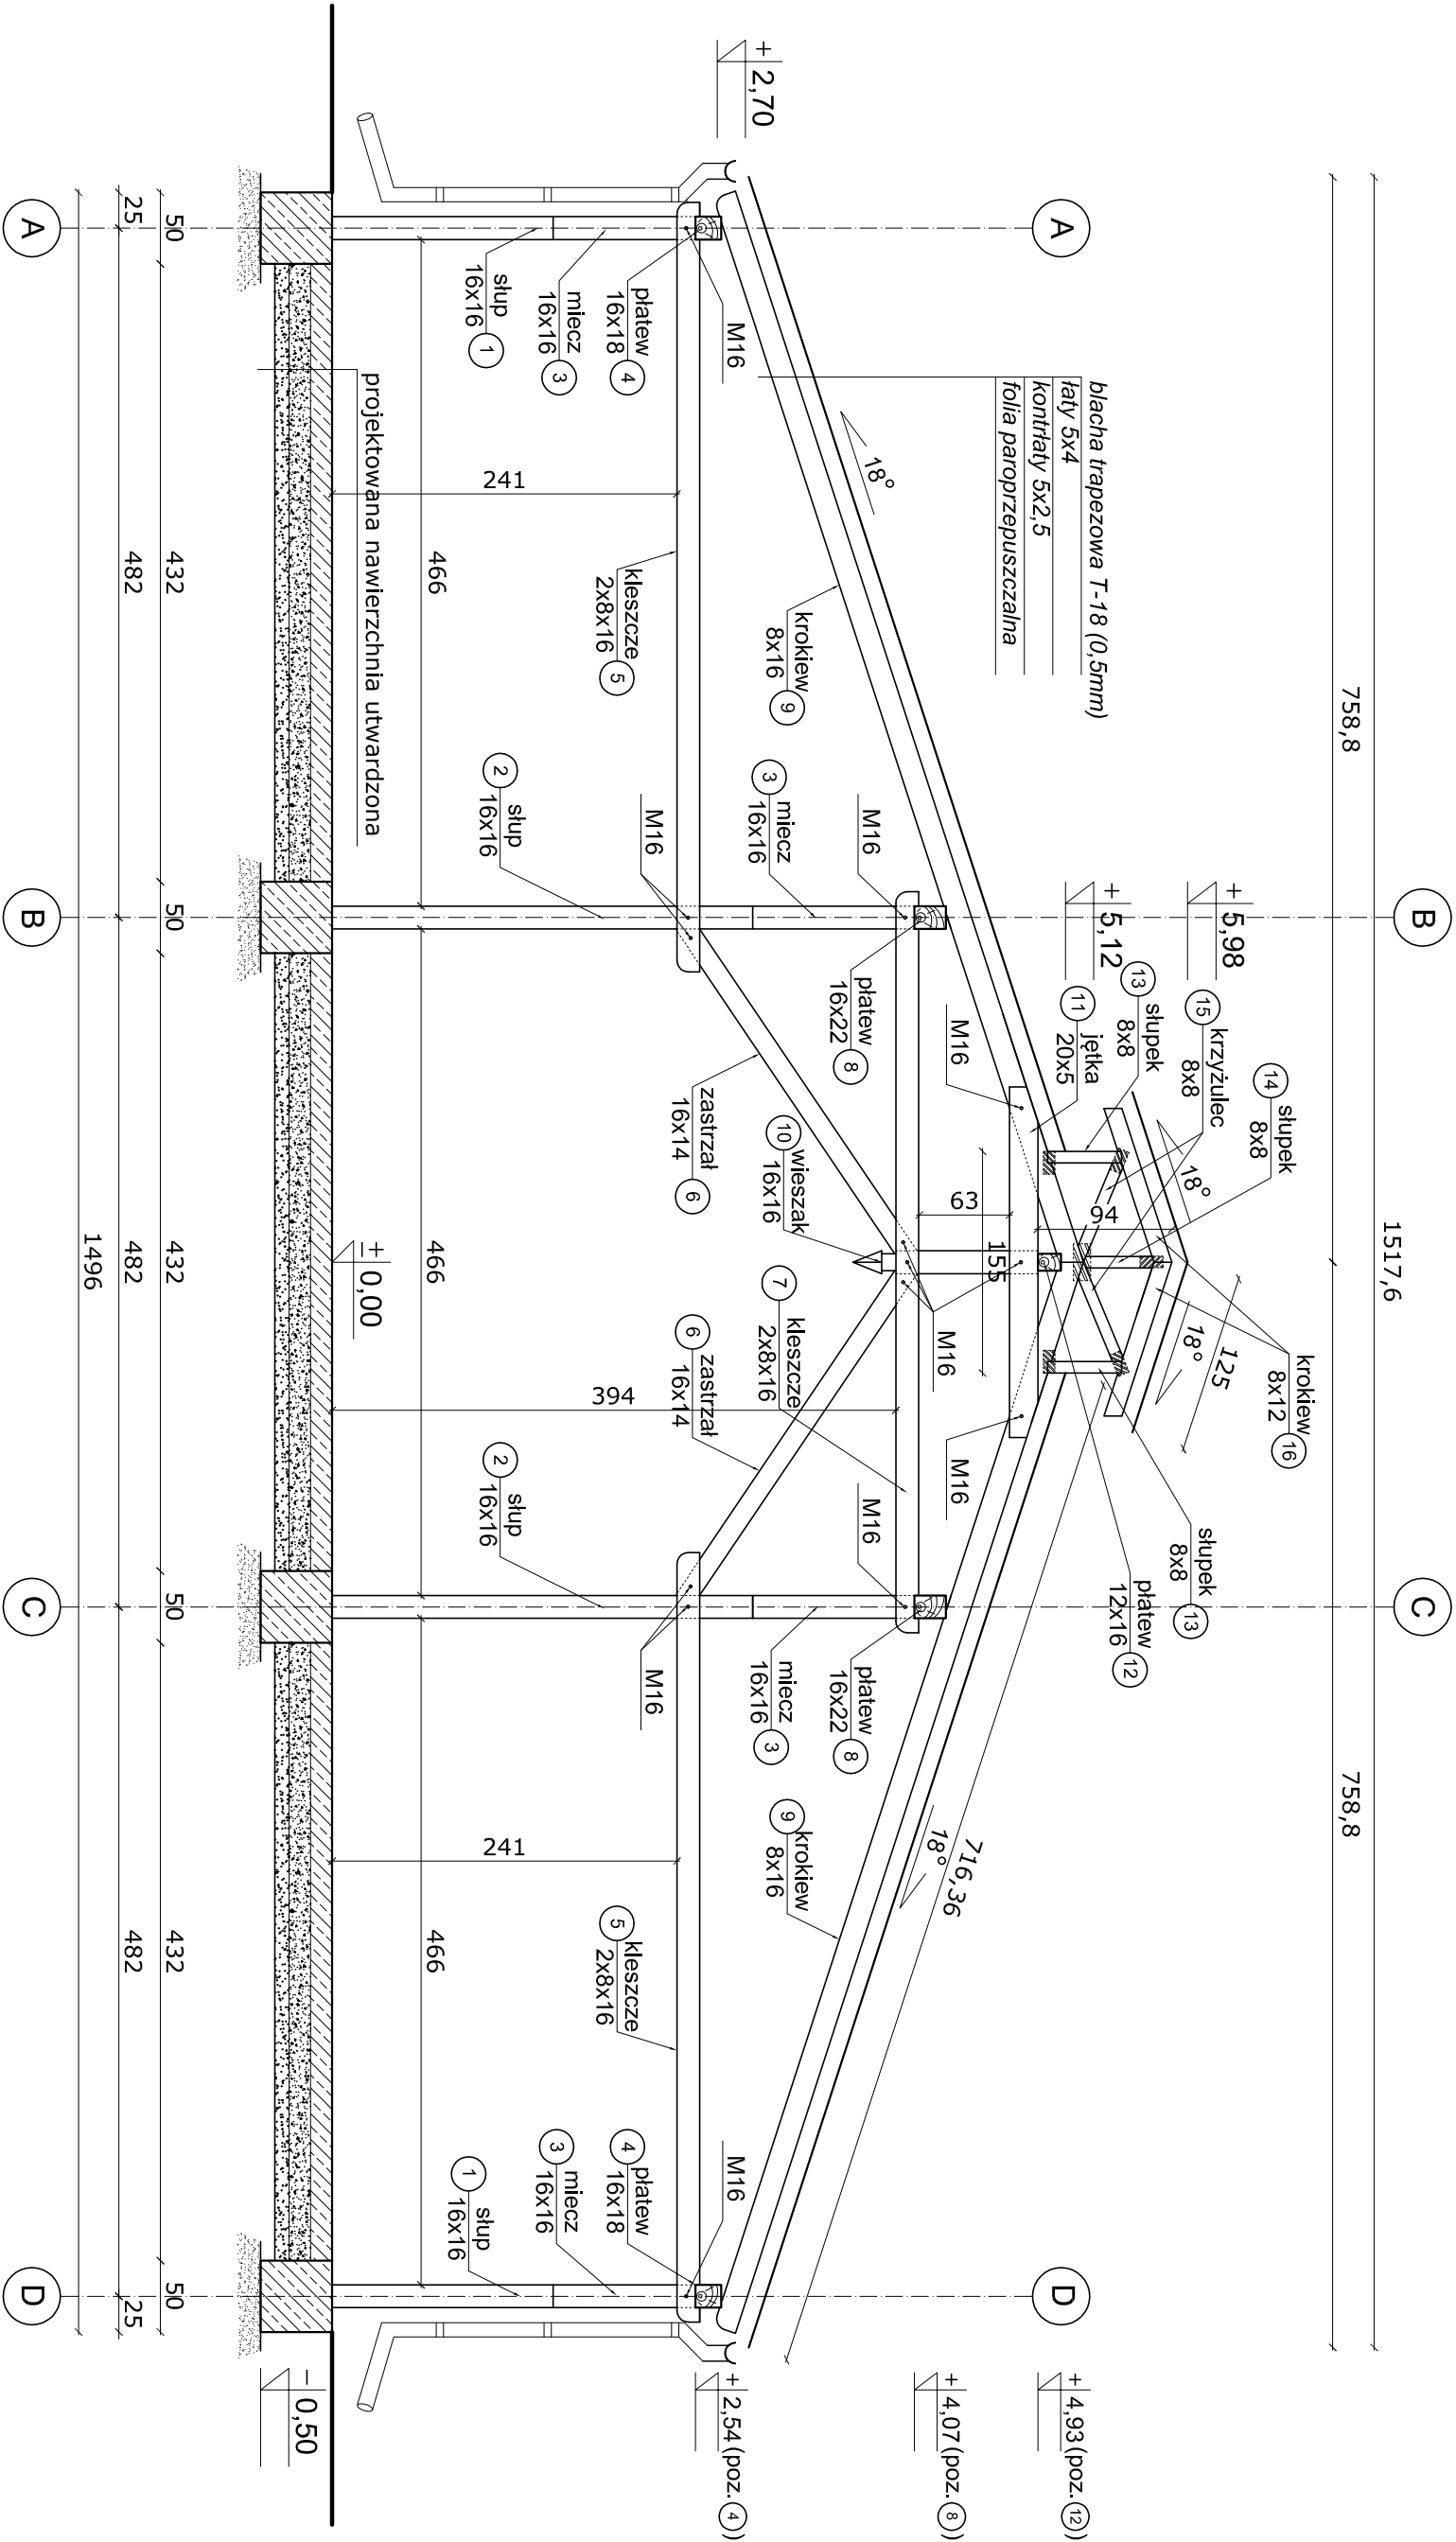 1517,6
758,8
758,8
B
C
+ 5,98
+ 5,12
14
słupek
8x8
15
krzyżulec
8x8
13
słupek
8x8
11
jętka
20x5
18°
18°
94
125
krokiew
8x12
16
słupek
8x8
13
płatew
12x16
12
+ 4,93 (poz. 12)
+ 4,07 (poz. 8)
+ 2,54 (poz. 4)
A
D
blacha trapezowa T-18 (0,5mm)
łaty 5x4
kontrłaty 5x2,5
folia paroprzepuszczalna
18°
18°
716,36
+ 2,70
M16
M16
M16
M16
63
155
M16
M16
M16
płatew
16x22
8
płatew
16x22
8
krokiew
8x16
9
9
krokiew
8x16
3
miecz
16x16
miecz
16x16
3
10
wieszak
16x16
7
kleszcze
2x8x16
płatew
16x18
4
4
płatew
16x18
kleszcze
2x8x16
5
5
kleszcze
2x8x16
zastrzał
16x14
6
6
zastrzał
16x14
M16
M16
miecz
16x16
3
3
miecz
16x16
słup
16x16
1
2
słup
16x16
2
słup
16x16
1
słup
16x16
241
394
241
466
466
466
projektowana nawierzchnia utwardzona
± 0,00
− 0,50
50
432
50
432
50
432
50
25
482
482
482
25
1496
A
B
C
D